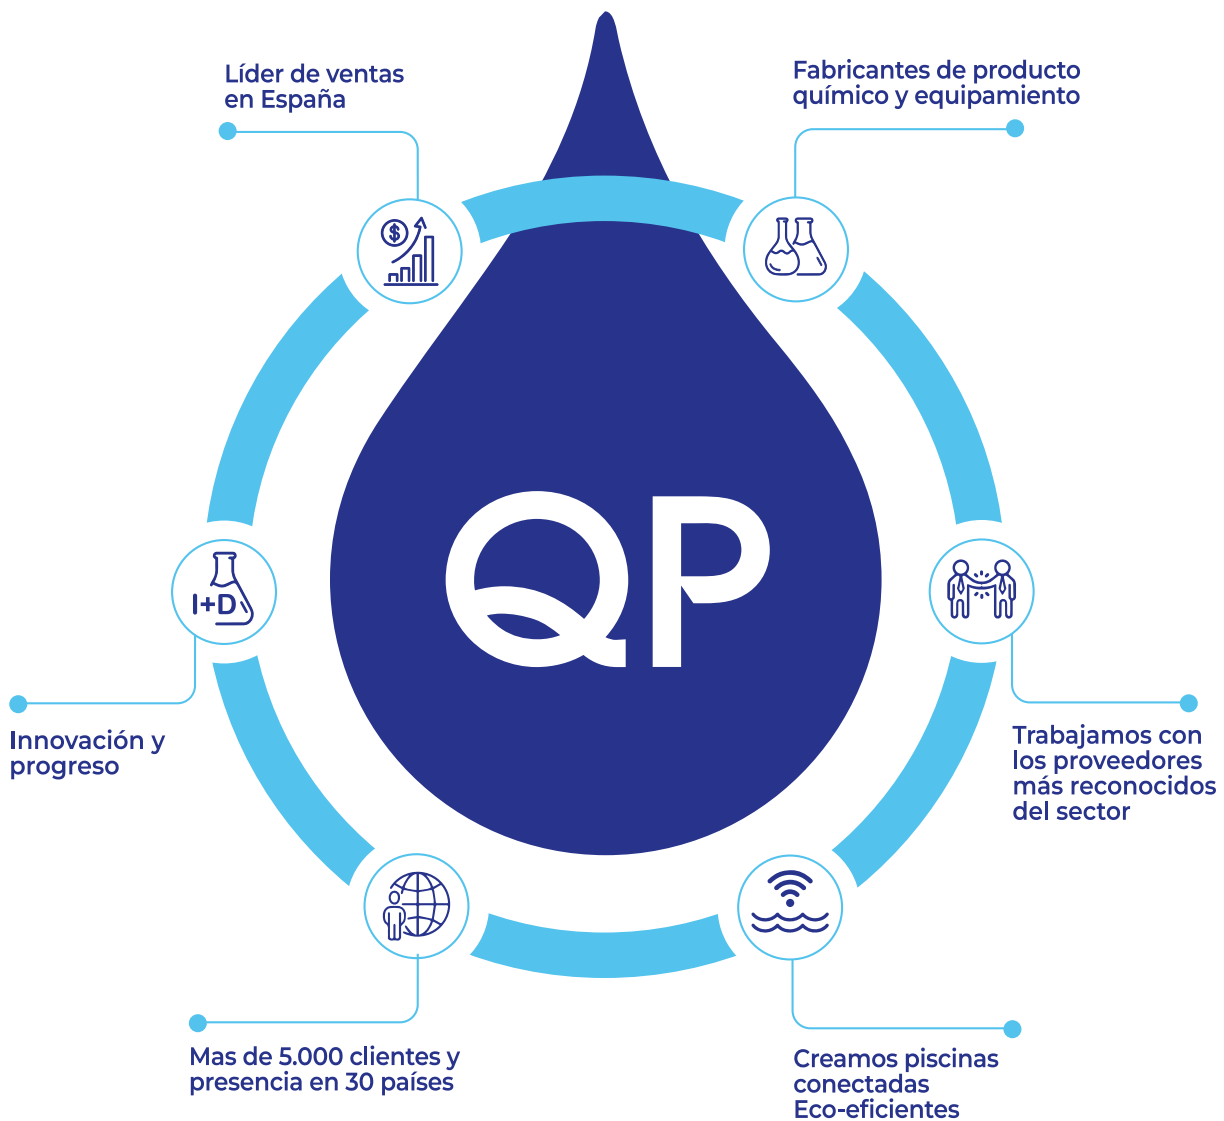 Líder de ventas
en España
Fabricantes de producto
químico y equipamiento
$
I+D
QP
Innovación y
progreso
Trabajamos con
los proveedores
más reconocidos
del sector
Mas de 5.000 clientes y
presencia en 30 países
Creamos piscinas
conectadas
Eco-eficientes